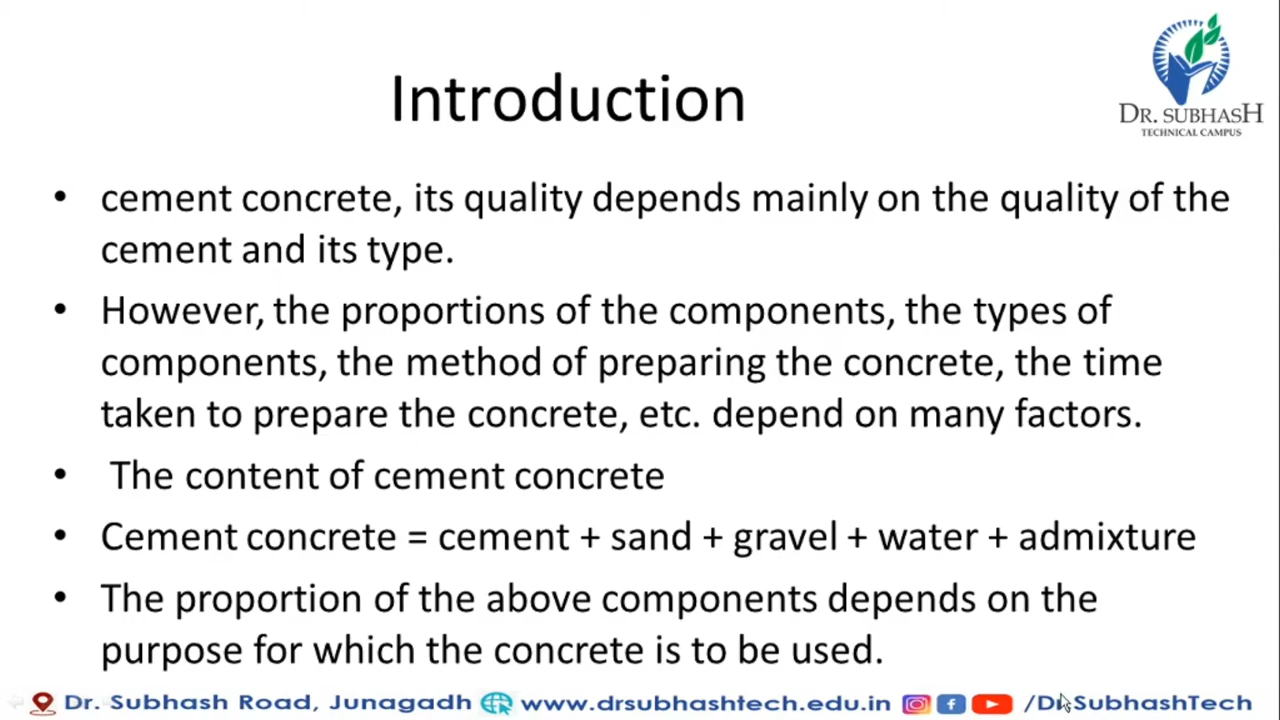 Introduction
DR. SUBHASH
TECHNICAL CAMPUS
• cement concrete, its quality depends mainly on the quality of the
cement and its type.
• However, the proportions of the components, the types of
components, the method of preparing the concrete, the time
taken to prepare the concrete, etc. depend on many factors.
• The content of cement concrete
• Cement concrete = cement + sand + gravel + water + admixture
• The proportion of the above components depends on the
purpose for which the concrete is to be used.
Dr. Subhash Road, Junagadh www.drsubhashtech.edu.in /DrSubhashTech